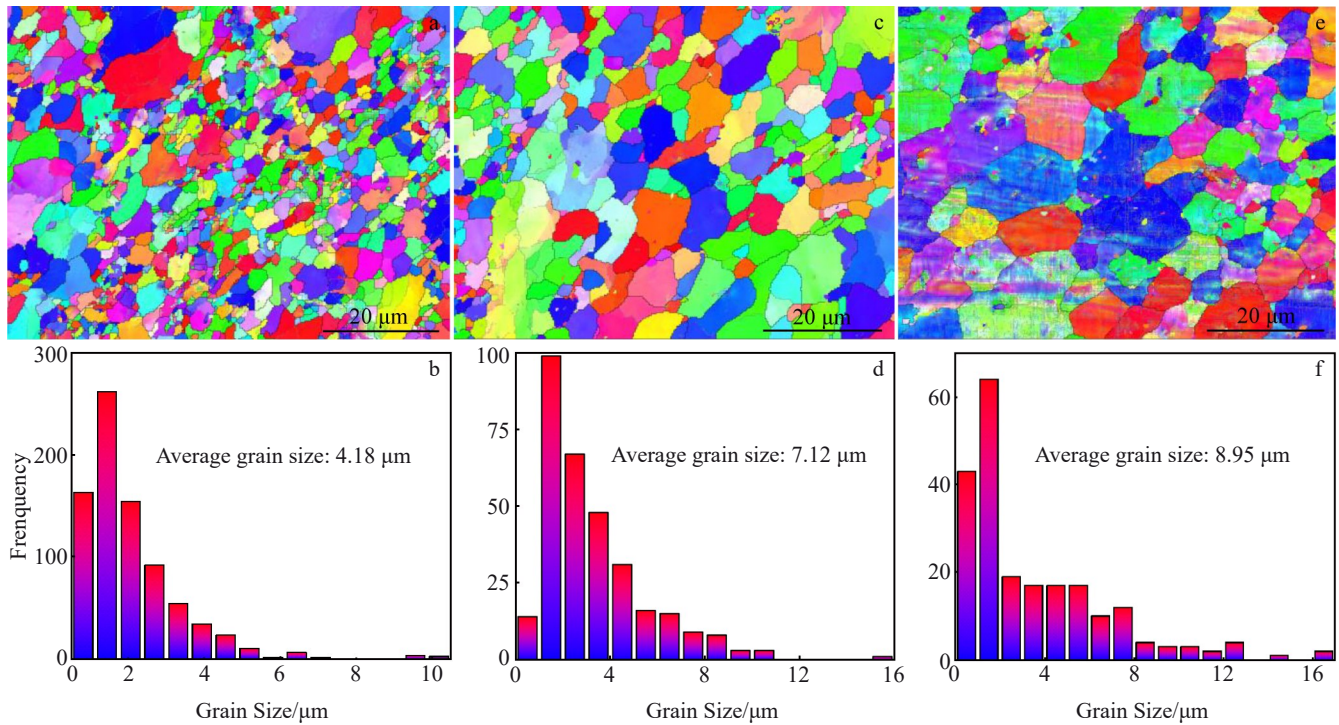 a
c
e
20 μm
20 μm
20 μm
b
d
f
Average grain size: 4.18 μm
Average grain size: 7.12 μm
Average grain size: 8.95 μm
Frenquency
300
200
100
0
100
75
50
25
0
60
40
20
0
0 2 4 6 8 10
0 4 8 12 16
0 4 8 12 16
Grain Size/μm
Grain Size/μm
Grain Size/μm